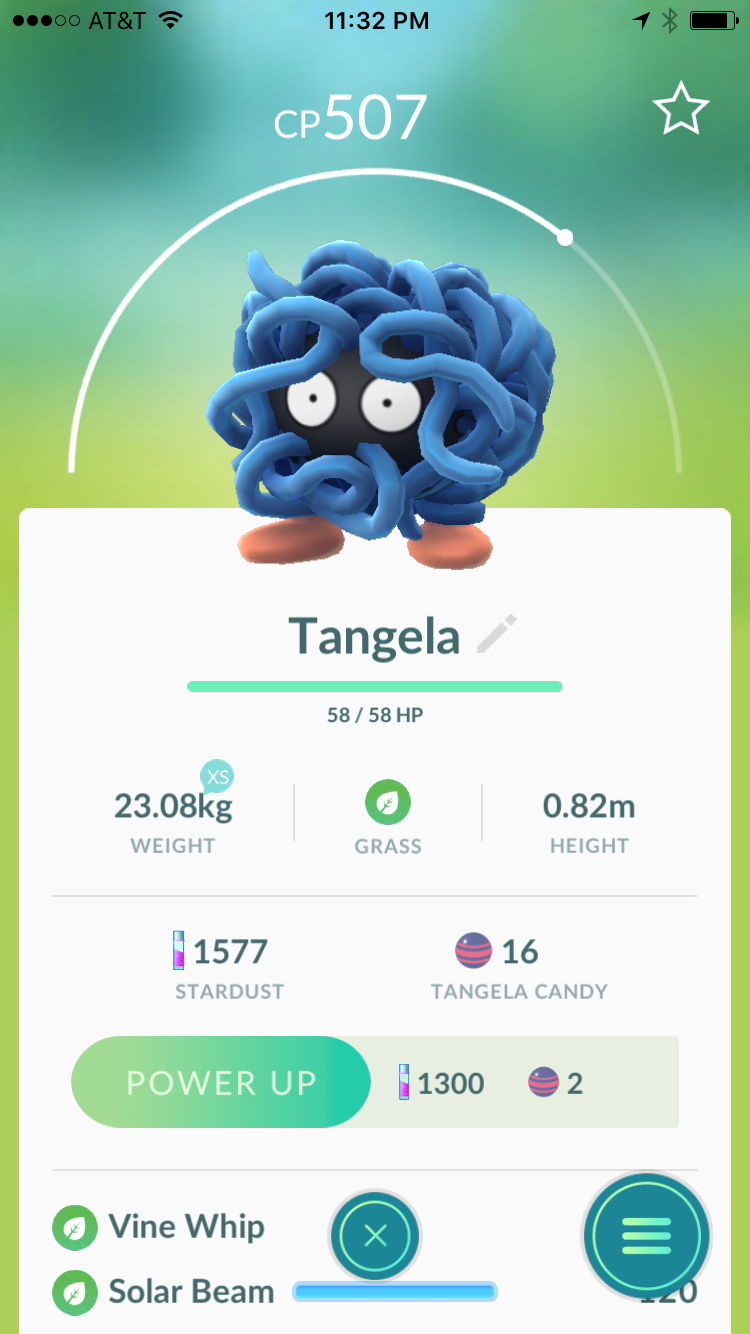 AT&T 11:32 PM
CP507
Tangela
58 / 58 HP
XS
23.08kg 0.82m
WEIGHT GRASS HEIGHT
1577 16
STARDUST TANGELA CANDY
POWER UP 1300 2
Vine Whip
Solar Beam 120